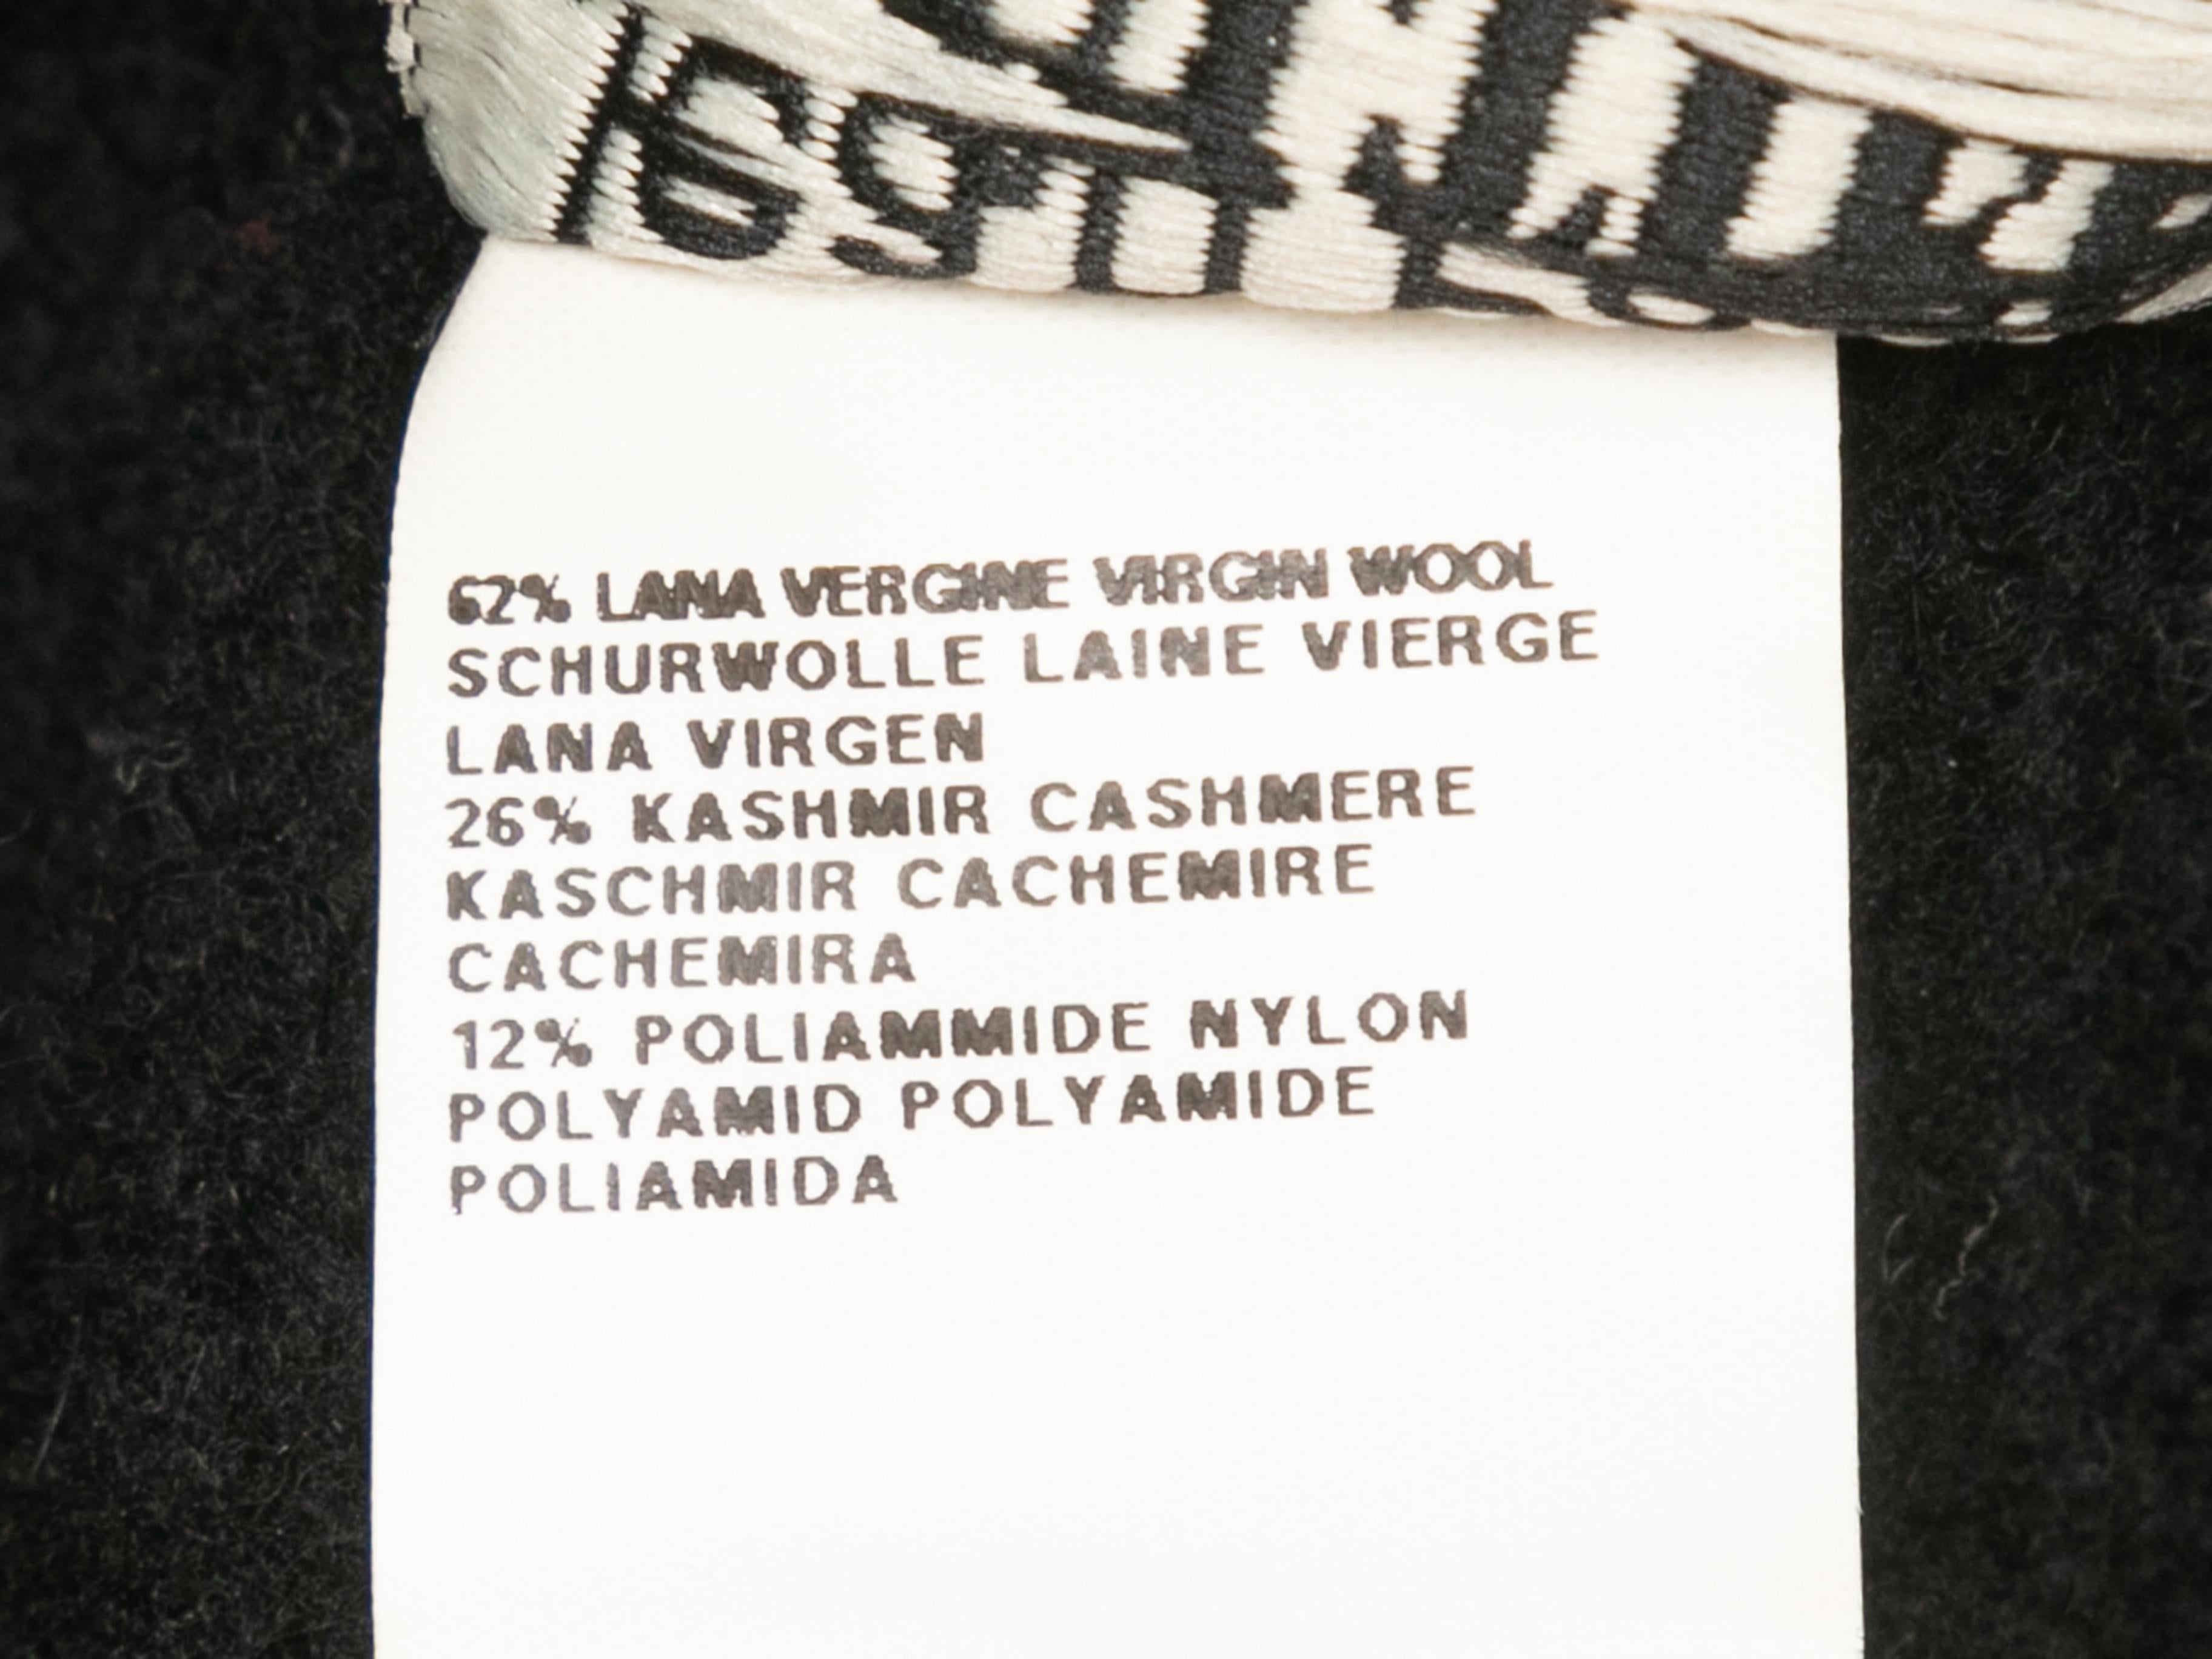 62% LANA VERGINE VIRGIN WOOL
SCHURWOLLE LAINE VIERGE
LANA VIRGEN
26% KASHMIR CASHMERE
KASCHMIR CACHEMIRE
CACHEMIRA
12% POLIAMMIDE NYLON
POLYAMID POLYAMIDE
POLIAMIDA